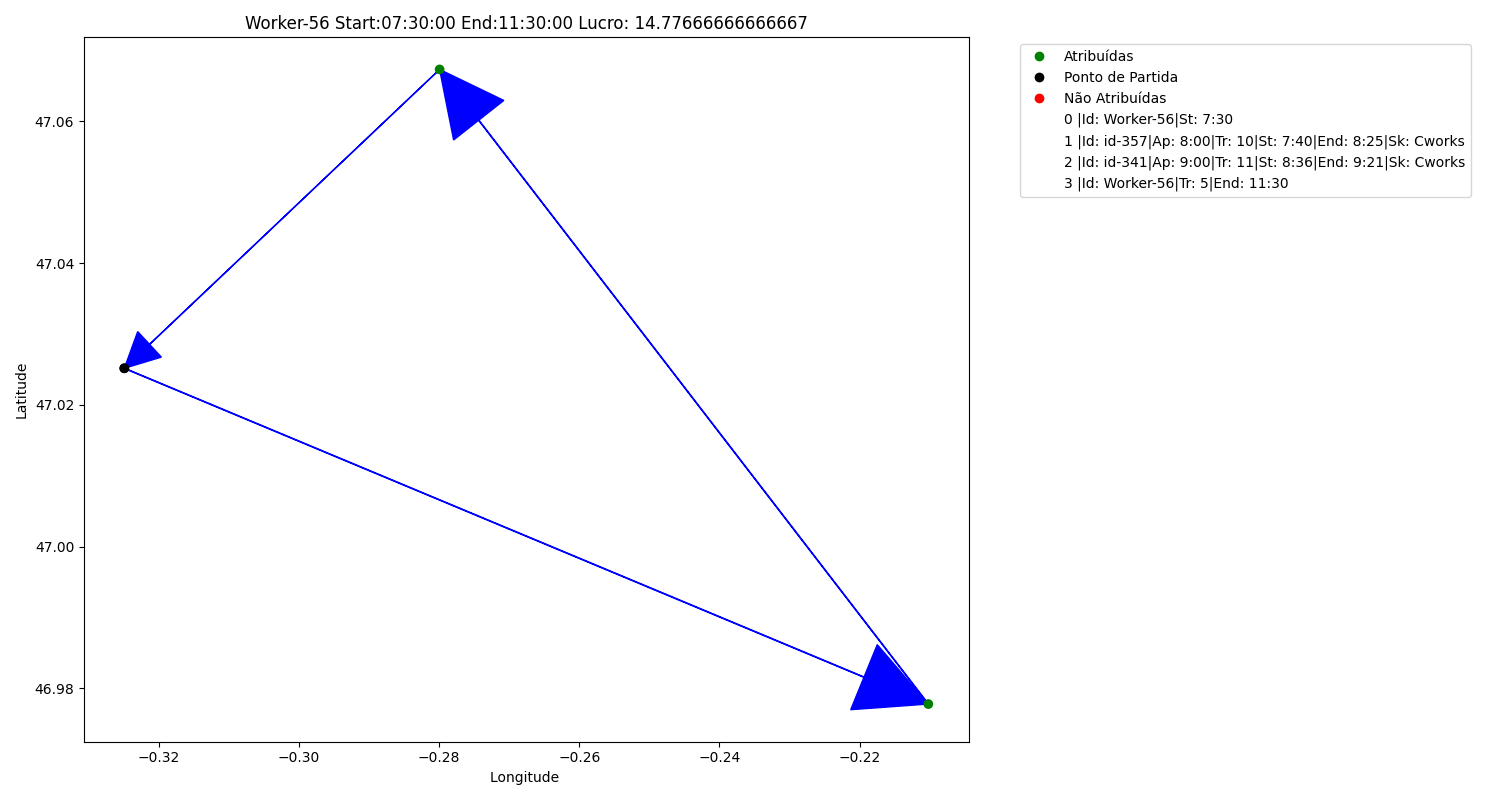 Worker-56 Start:07:30:00 End:11:30:00 Lucro: 14.77666666666667
Atribuídas
Ponto de Partida
Não Atribuídas
0 |Id: Worker-56|St: 7:30
1 |Id: id-357|Ap: 8:00|Tr: 10|St: 7:40|End: 8:25|Sk: Cworks
2 |Id: id-341|Ap: 9:00|Tr: 11|St: 8:36|End: 9:21|Sk: Cworks
3 |Id: Worker-56|Tr: 5|End: 11:30
Latitude
47.06
47.04
47.02
47.00
46.98
−0.32 −0.30 −0.28 −0.26 −0.24 −0.22
Longitude